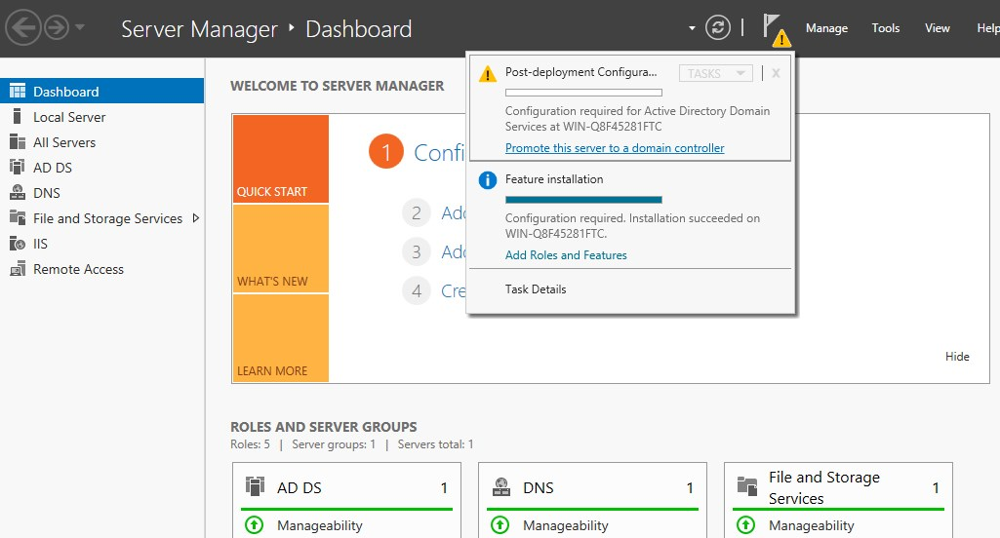 Server Manager ‣ Dashboard
Manage
Tools
View
Help
Dashboard
Local Server
All Servers
AD DS
DNS
File and Storage Services
IIS
Remote Access
WELCOME TO SERVER MANAGER
QUICK START
WHAT'S NEW
LEARN MORE
1 Confi
2 Add
3 Add
4 Cre
Hide
Post-deployment Configura...
TASKS
X
Configuration required for Active Directory Domain
Services at WIN-Q8F45281FTC
Promote this server to a domain controller
Feature installation
Configuration required. Installation succeeded on
WIN-Q8F45281FTC.
Add Roles and Features
Task Details
ROLES AND SERVER GROUPS
Roles: 5 | Server groups: 1 | Servers total: 1
AD DS 1
Manageability
DNS 1
Manageability
File and Storage
Services 1
Manageability